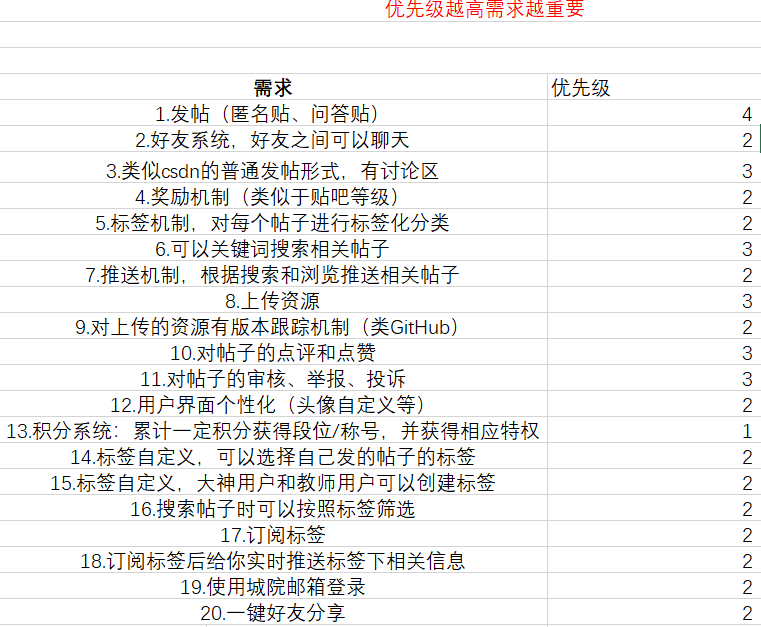 优先级越高需求越重要
需求 优先级
1.发帖（匿名贴、问答贴） 4
2.好友系统，好友之间可以聊天 2
3.类似csdn的普通发帖形式，有讨论区 3
4.奖励机制（类似于贴吧等级） 2
5.标签机制，对每个帖子进行标签化分类 2
6.可以关键词搜索相关帖子 3
7.推送机制，根据搜索和浏览推送相关帖子 2
8.上传资源 3
9.对上传的资源有版本跟踪机制（类GitHub） 2
10.对帖子的点评和点赞 3
11.对帖子的审核、举报、投诉 3
12.用户界面个性化（头像自定义等） 2
13.积分系统：累计一定积分获得段位/称号，并获得相应特权 1
14.标签自定义，可以选择自己发的帖子的标签 2
15.标签自定义，大神用户和教师用户可以创建标签 2
16.搜索帖子时可以按照标签筛选 2
17.订阅标签 2
18.订阅标签后给你实时推送标签下相关信息 2
19.使用城院邮箱登录 2
20.一键好友分享 2